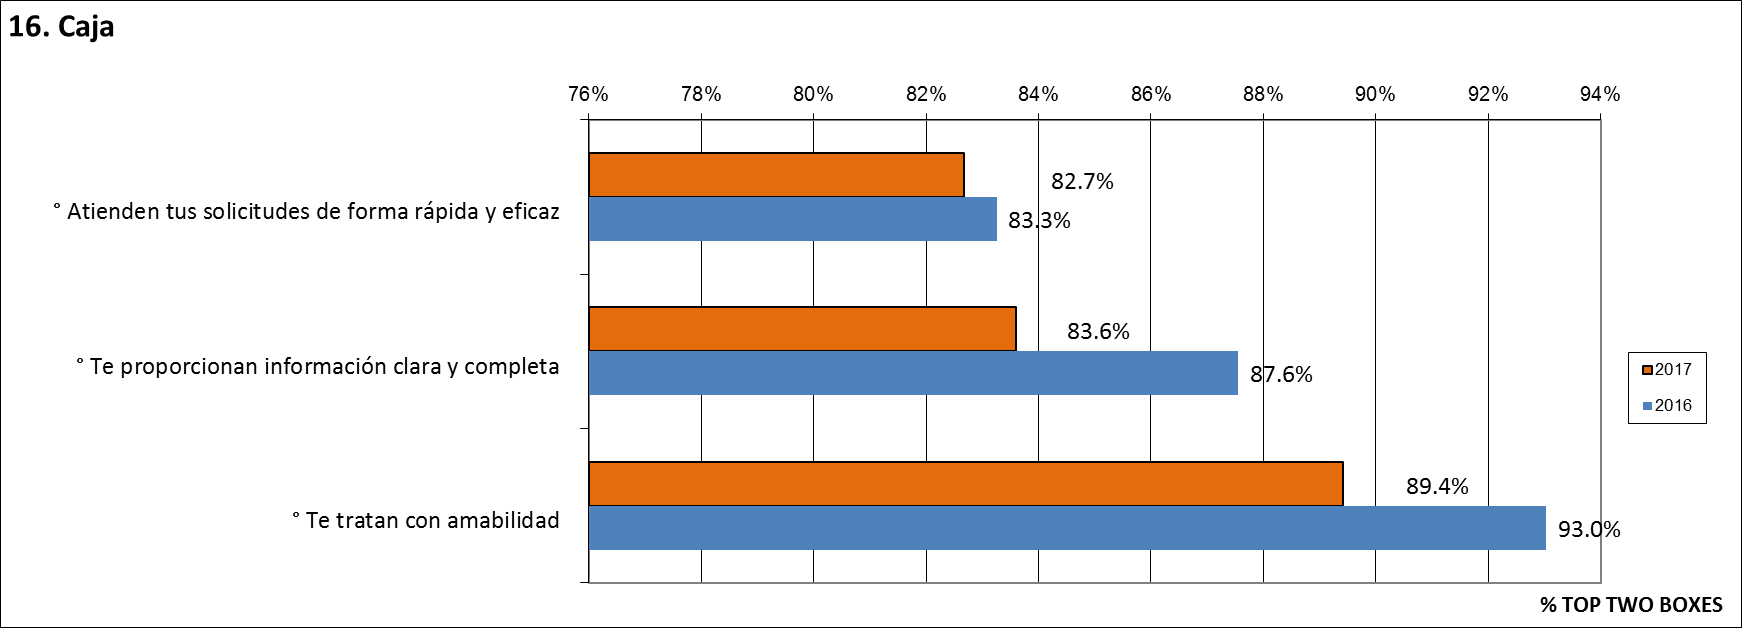 16. Caja
76% 78% 80% 82% 84% 86% 88% 90% 92% 94%
82.7%
° Atienden tus solicitudes de forma rápida y eficaz
83.3%
83.6%
° Te proporcionan información clara y completa
87.6%
2017
2016
89.4%
° Te tratan con amabilidad
93.0%
% TOP TWO BOXES